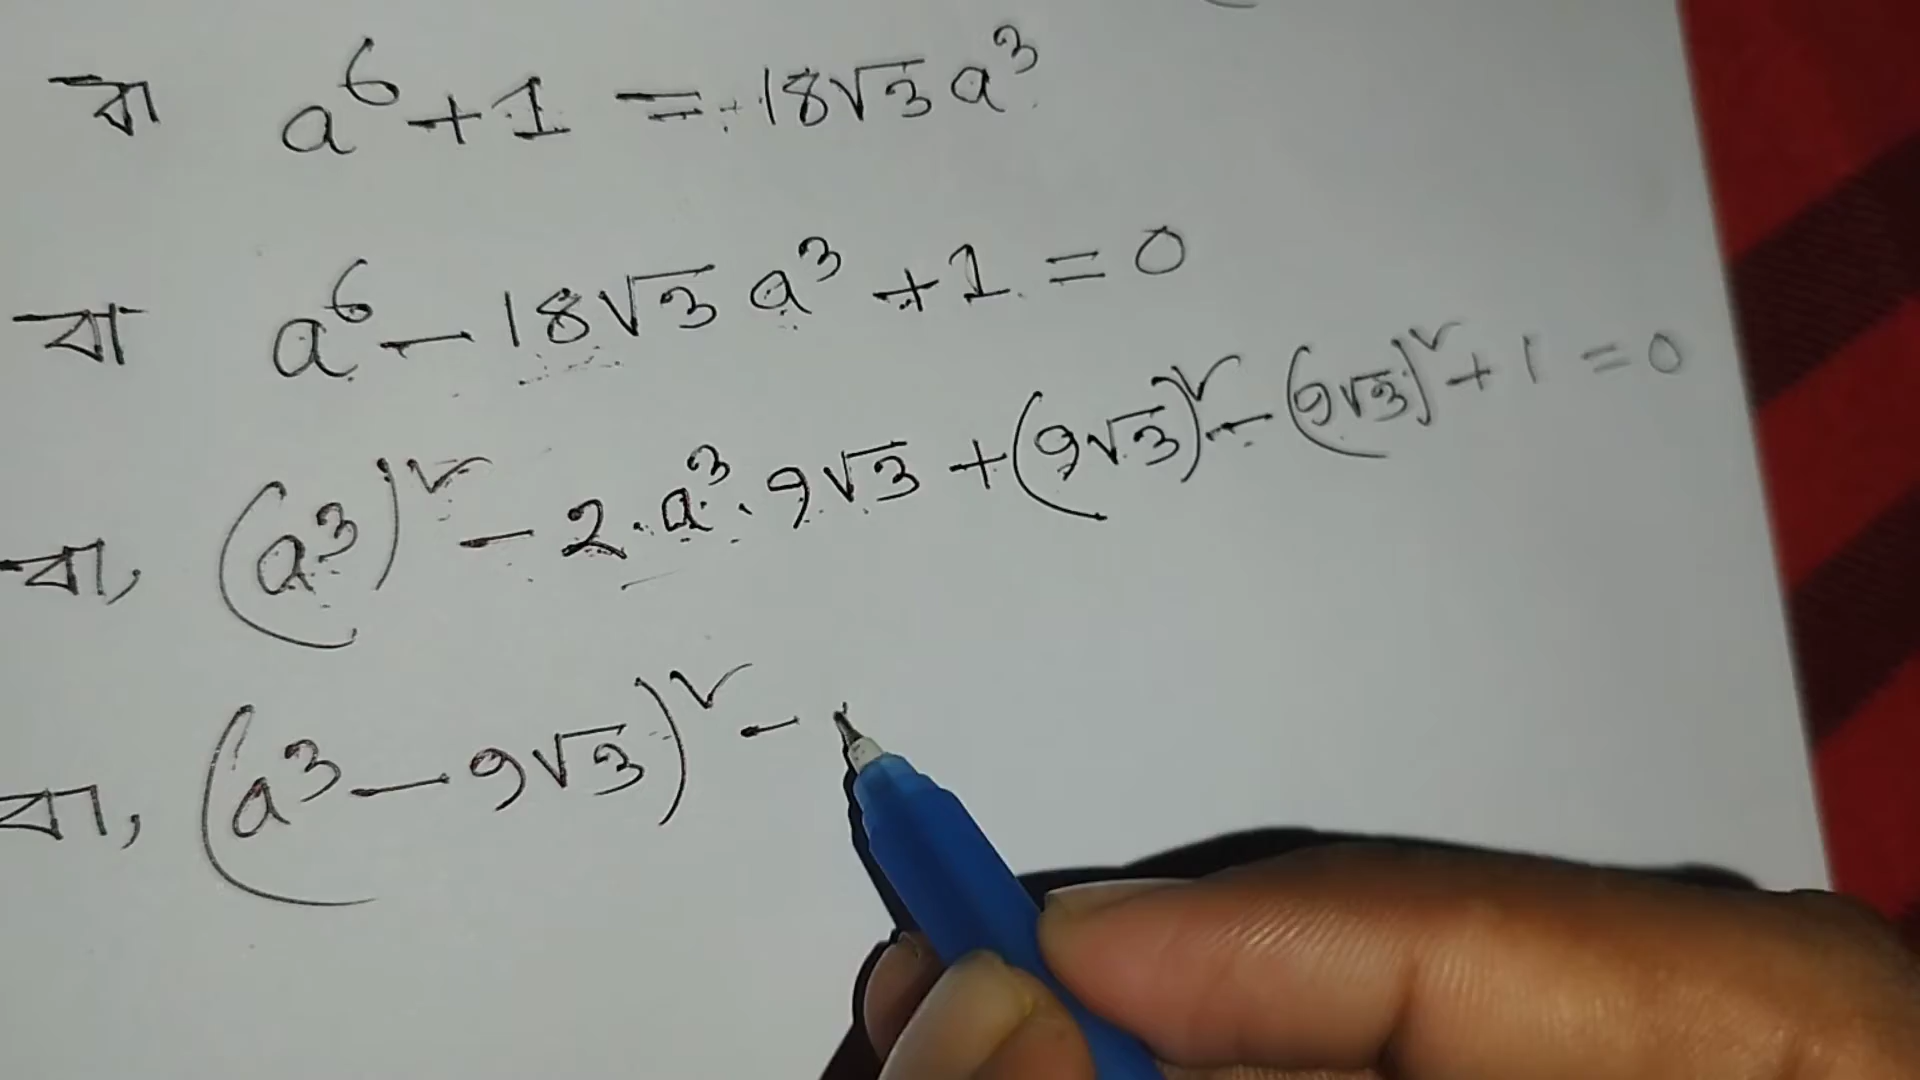 বা a⁶ + 1 = 18√3 a³
বা a⁶ - 18√3 a³ + 1 = 0
বা, (a³)² - 2·a³·9√3 + (9√3)² - (9√3)² + 1 = 0
বা, (a³ - 9√3)² -